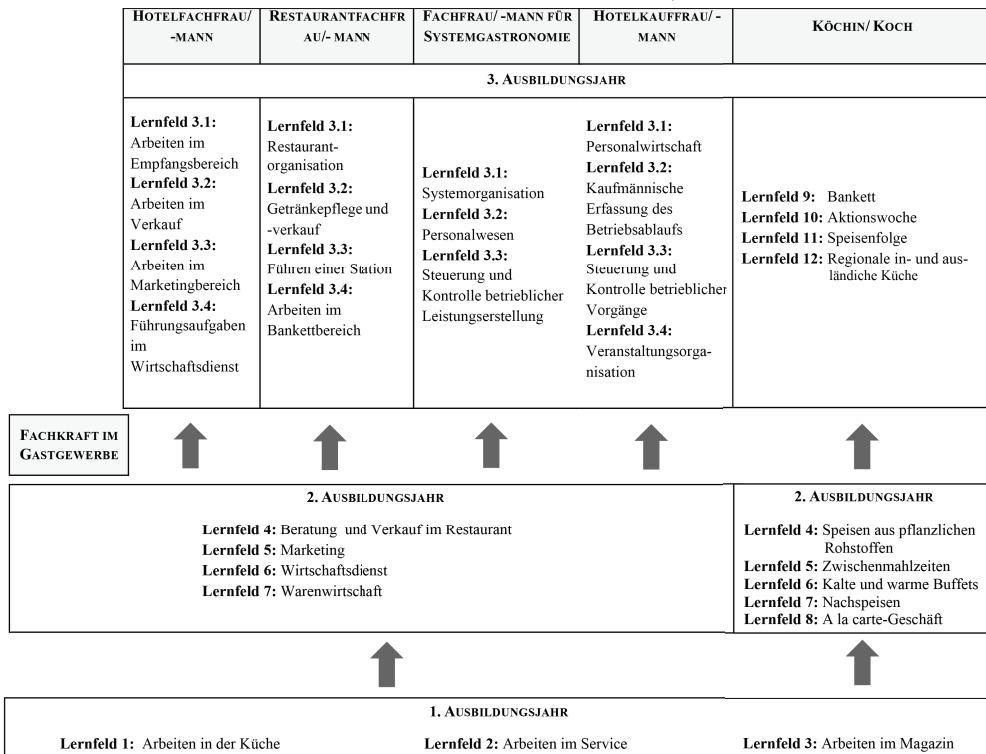 HOTELFACHFRAU/
-MANN
RESTAURANTFACHFR
AU/- MANN
FACHFRAU/ -MANN FÜR
SYSTEMGASTRONOMIE
HOTELKAUFFRAU/ -
MANN
KÖCHIN/ KOCH
3. AUSBILDUNGSJAHR
Lernfeld 3.1:
Arbeiten im
Empfangsbereich
Lernfeld 3.2:
Arbeiten im
Verkauf
Lernfeld 3.3:
Arbeiten im
Marketingbereich
Lernfeld 3.4:
Führungsaufgaben
im
Wirtschaftsdienst
Lernfeld 3.1:
Restaurant-
organisation
Lernfeld 3.2:
Getränkepflege und
-verkauf
Lernfeld 3.3:
Führen einer Station
Lernfeld 3.4:
Arbeiten im
Bankettbereich
Lernfeld 3.1:
Systemorganisation
Lernfeld 3.2:
Personalwesen
Lernfeld 3.3:
Steuerung und
Kontrolle betrieblicher
Leistungserstellung
Lernfeld 3.1:
Personalwirtschaft
Lernfeld 3.2:
Kaufmännische
Erfassung des
Betriebsablaufs
Lernfeld 3.3:
Steuerung und
Kontrolle betrieblicher
Vorgänge
Lernfeld 3.4:
Veranstaltungsorga-
nisation
Lernfeld 9: Bankett
Lernfeld 10: Aktionswoche
Lernfeld 11: Speisenfolge
Lernfeld 12: Regionale in- und aus-
ländliche Küche
FACHKRAFT IM
GASTGEWERBE
2. AUSBILDUNGSJAHR
Lernfeld 4: Beratung und Verkauf im Restaurant
Lernfeld 5: Marketing
Lernfeld 6: Wirtschaftsdienst
Lernfeld 7: Warenwirtschaft
2. AUSBILDUNGSJAHR
Lernfeld 4: Speisen aus pflanzlichen
Rohstoffen
Lernfeld 5: Zwischenmahlzeiten
Lernfeld 6: Kalte und warme Buffets
Lernfeld 7: Nachspeisen
Lernfeld 8: A la carte-Geschäft
1. AUSBILDUNGSJAHR
Lernfeld 1: Arbeiten in der Küche
Lernfeld 2: Arbeiten im Service
Lernfeld 3: Arbeiten im Magazin